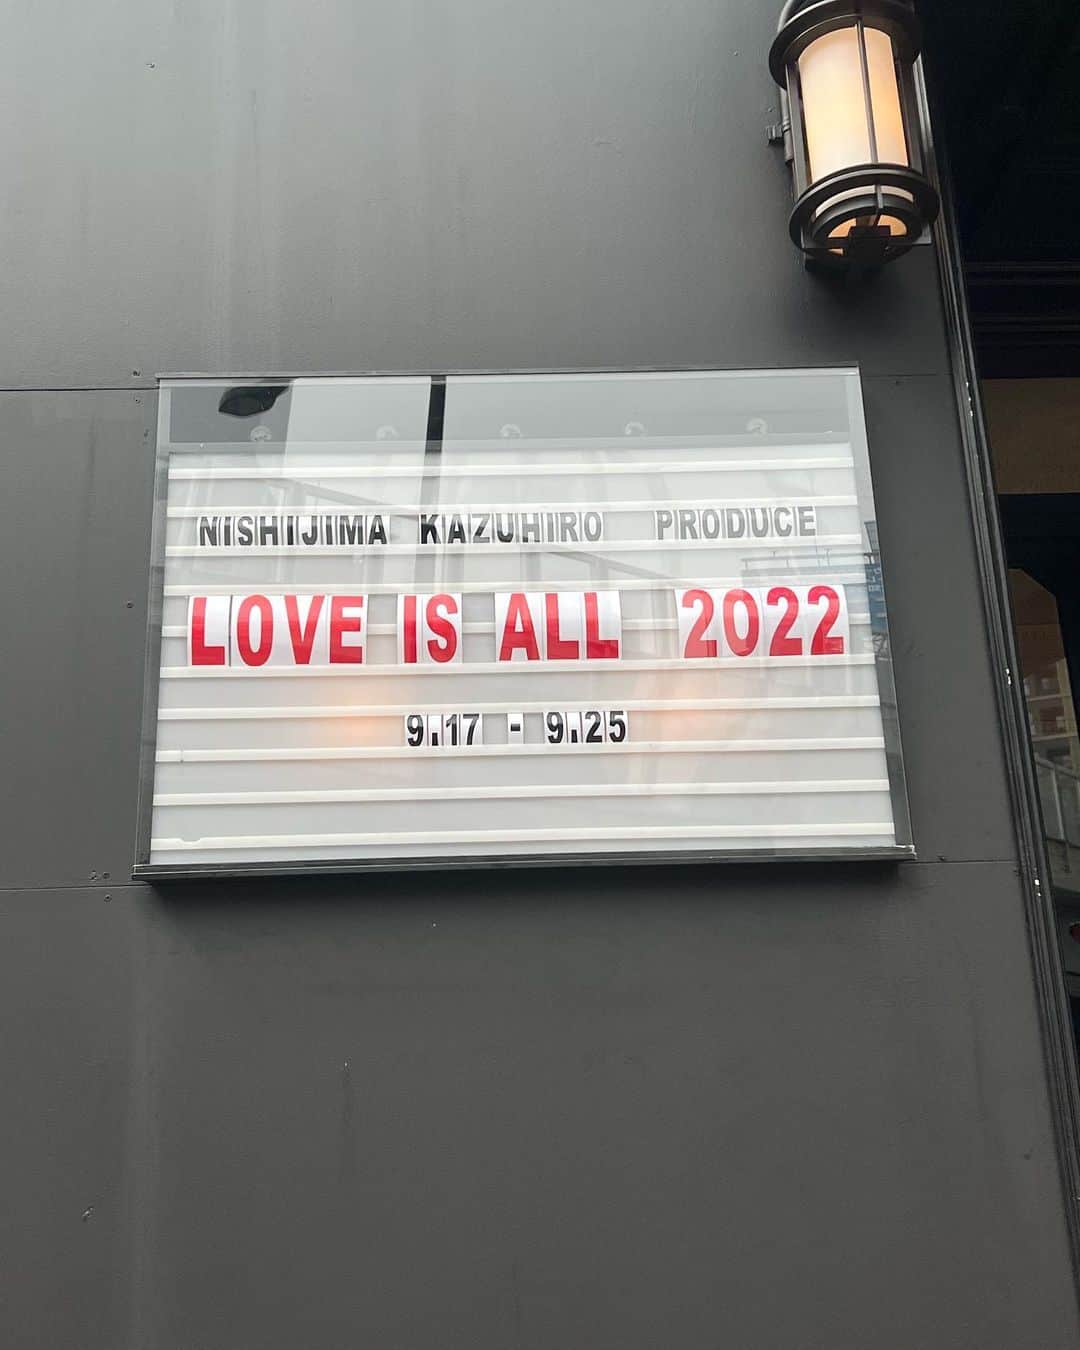 NISHIJIMA KAZUHIRO PRODUCE
LOVE IS ALL 2022
9.17 - 9.25